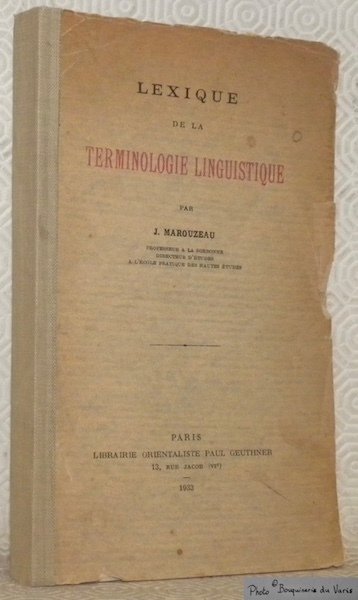 LEXIQUE
DE LA
TERMINOLOGIE LINGUISTIQUE
PAR
J. MAROUZEAU
PROFESSEUR A LA SORBONNE
DIRECTEUR D'ÉTUDES
A L'ÉCOLE PRATIQUE DES HAUTES ÉTUDES
PARIS
LIBRAIRIE ORIENTALISTE PAUL GEUTHNER
13, RUE JACOB (VIᵉ)
1933
Photo © Bouquinerie du Varis